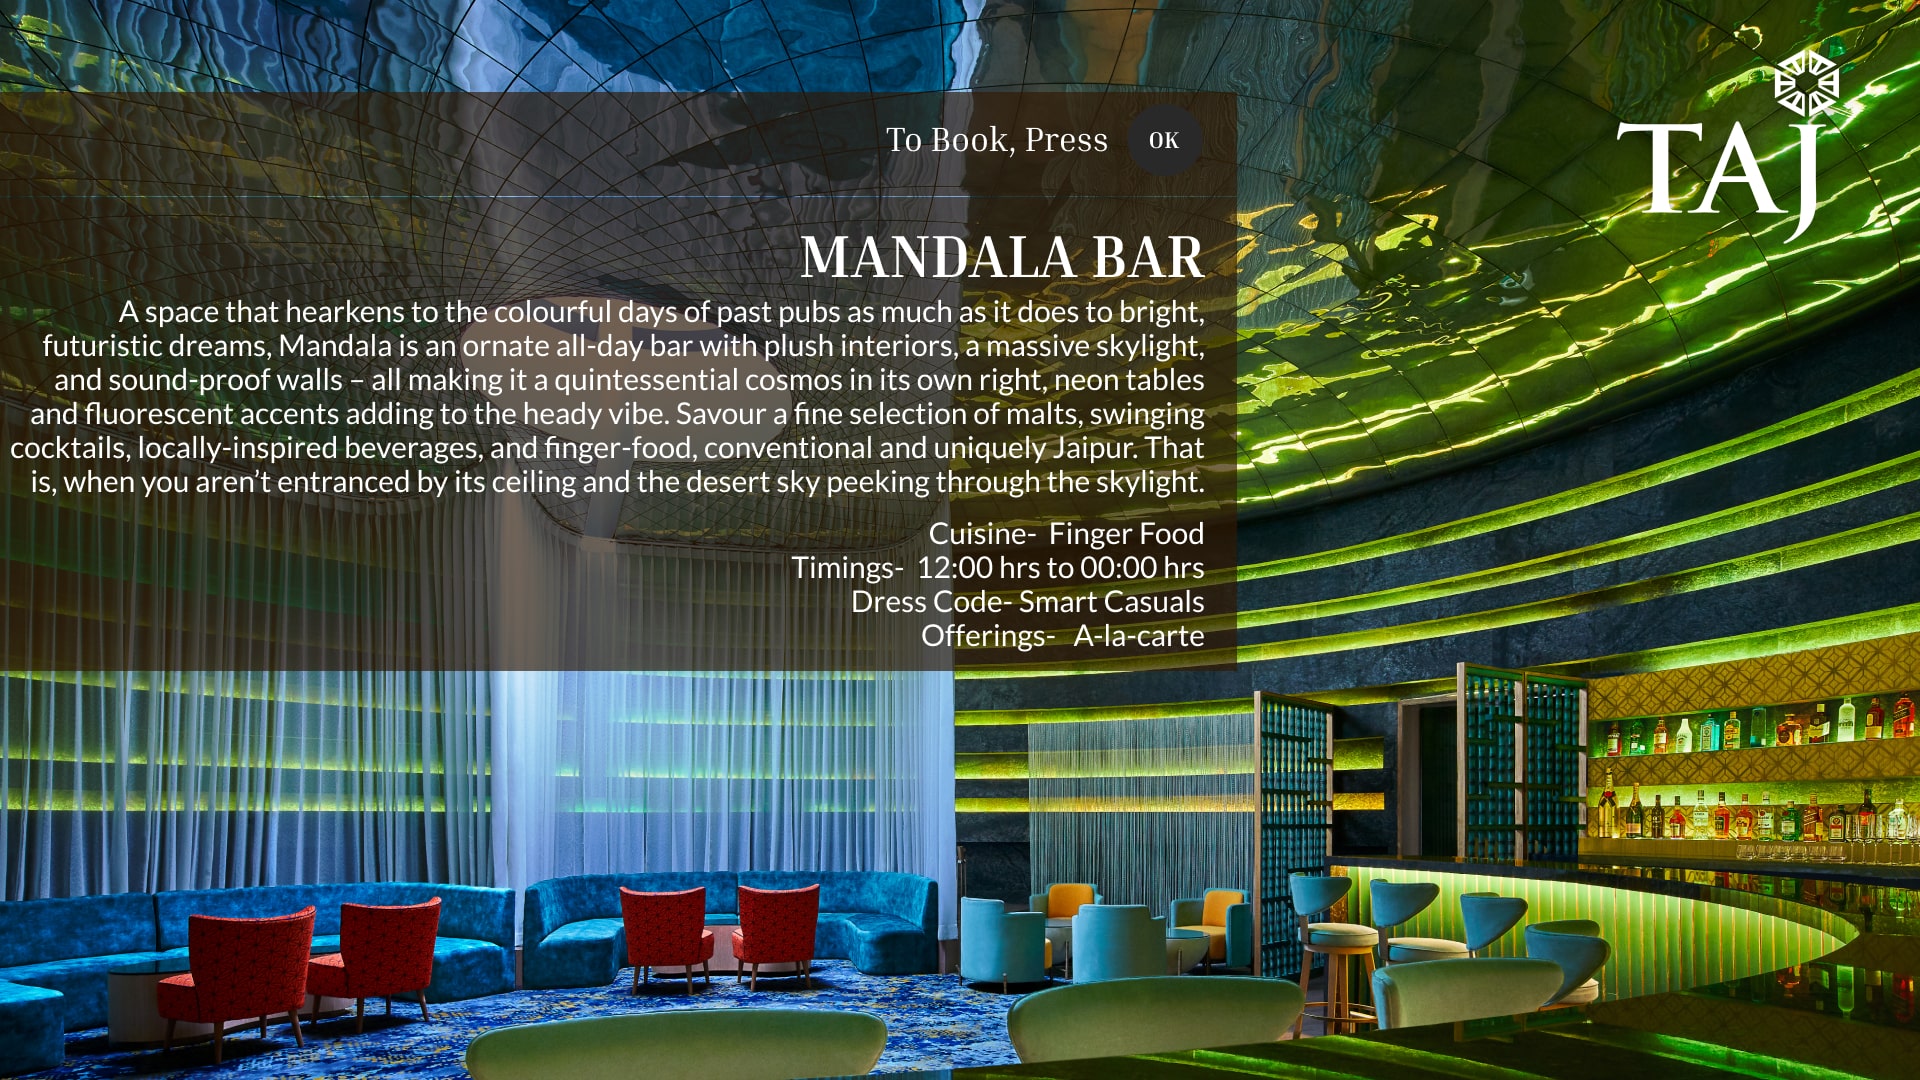 To Book, Press OK
TAJ
MANDALA BAR
A space that hearkens to the colourful days of past pubs as much as it does to bright,
futuristic dreams, Mandala is an ornate all-day bar with plush interiors, a massive skylight,
and sound-proof walls – all making it a quintessential cosmos in its own right, neon tables
and fluorescent accents adding to the heady vibe. Savour a fine selection of malts, swinging
cocktails, locally-inspired beverages, and finger-food, conventional and uniquely Jaipur. That
is, when you aren’t entranced by its ceiling and the desert sky peeking through the skylight.
Cuisine- Finger Food
Timings- 12:00 hrs to 00:00 hrs
Dress Code- Smart Casuals
Offerings- A-la-carte